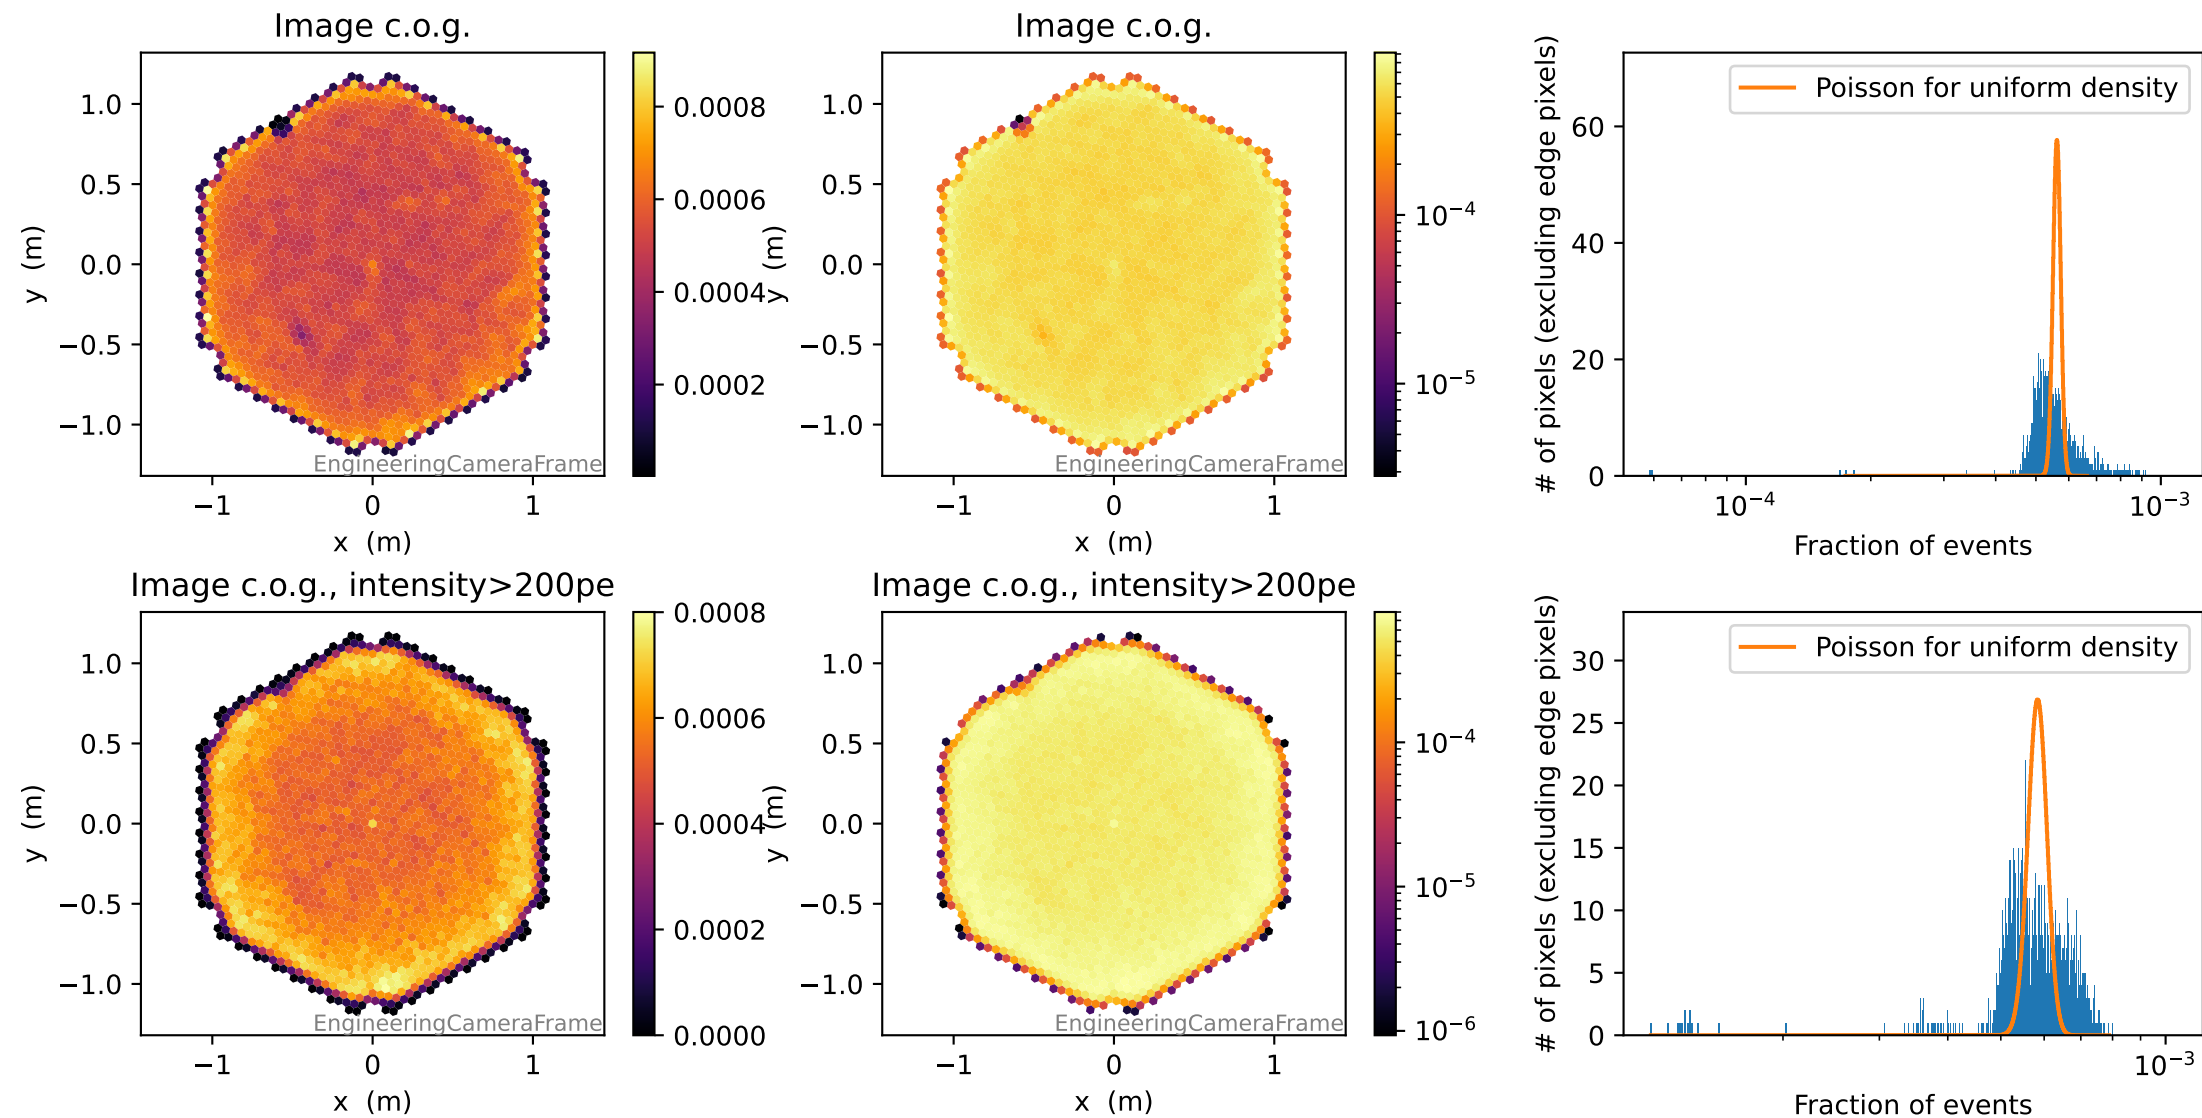 Image c.o.g.
1.0
0.5
0.0
−0.5
−1.0
y (m)
−1
0
1
x (m)
EngineeringCameraFrame
0.0008
0.0006
0.0004
0.0002
Image c.o.g.
1.0
0.5
0.0
−0.5
−1.0
y (m)
−1
0
1
x (m)
EngineeringCameraFrame
10⁻⁴
10⁻⁵
# of pixels (excluding edge pixels)
60
40
20
0
Poisson for uniform density
10⁻⁴
10⁻³
Fraction of events
Image c.o.g., intensity>200pe
1.0
0.5
0.0
−0.5
−1.0
y (m)
−1
0
1
x (m)
EngineeringCameraFrame
0.0008
0.0006
0.0004
0.0002
0.0000
Image c.o.g., intensity>200pe
1.0
0.5
0.0
−0.5
−1.0
y (m)
−1
0
1
x (m)
EngineeringCameraFrame
10⁻⁴
10⁻⁵
10⁻⁶
# of pixels (excluding edge pixels)
30
25
20
15
10
5
0
Poisson for uniform density
10⁻³
Fraction of events